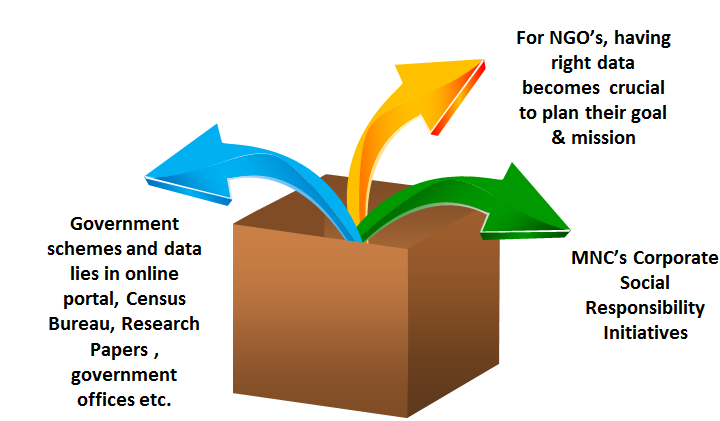 For NGO's, having
right data
becomes crucial
to plan their goal
& mission
Government
schemes and data
lies in online
portal, Census
Bureau, Research
Papers ,
government
offices etc.
MNC's Corporate
Social
Responsibility
Initiatives